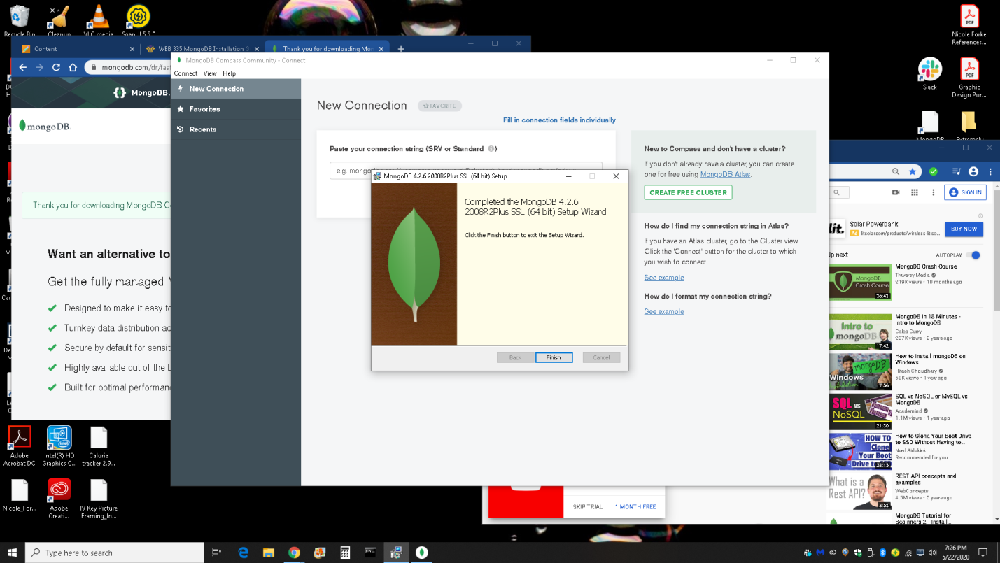 Recycle Bin
Cleanup
VLC media
SoapUI 5.5.0
Nicole Forke
References...
Slack
Graphic
Design Por...
Content
WEB 335 MongoDB Installation G
Thank you for downloading Mon
mongodb.com/dr/fast
MongoDB.
mongoDB.
Thank you for downloading MongoDB C
Want an alternative to
Get the fully managed M
Designed to make it easy to
Turnkey data distribution ac
Secure by default for sensit
Highly available out of the b
Built for optimal performan
MongoDB Compass Community - Connect
Connect View Help
New Connection
Favorites
Recents
New Connection
FAVORITE
Fill in connection fields individually
Paste your connection string (SRV or Standard)
New to Compass and don't have a cluster?
If you don't already have a cluster, you can create
one for free using MongoDB Atlas.
CREATE FREE CLUSTER
How do I find my connection string in Atlas?
If you have an Atlas cluster, go to the Cluster view.
Click the 'Connect' button for the cluster to which
you wish to connect.
See example
How do I format my connection string?
See example
MongoDB 4.2.6 2008R2Plus SSL (64 bit) Setup
Completed the MongoDB 4.2.6
2008R2Plus SSL (64 bit) Setup Wizard
Click the Finish button to exit the Setup Wizard.
Back
Finish
Cancel
SIGN IN
lit.
Solar Powerbank
Ad litsolar.com/products/wireless-lit-so...
BUY NOW
Up next
AUTOPLAY
MongoDB
Crash Course
36:43
MongoDB Crash Course
Traversy Media
219K views • 10 months ago
Intro to
mongoDB
17:42
MongoDB in 18 Minutes -
Intro to MongoDB
Caleb Curry
237K views • 2 years ago
mongoDB
Windows
7:56
How to install mongoDB on
Windows
Hitesh Choudhary
50K views • 1 year ago
SQL
vs
NoSQL
21:30
SQL vs NoSQL or MySQL vs
MongoDB
Academind
1.1M views • 1 year ago
HOW TO
Clone
Your Boot
Drive to SSD
How to Clone Your Boot Drive
to SSD Without Having to...
Nerd Sidekick
Recommended for you
What is a
Rest API?
8:53
REST API concepts and
examples
WebConcepts
4.5M views • 5 years ago
MongoDB Tutorial for
Beginners 2 - Install...
SKIP TRIAL
1 MONTH FREE
Adobe
Acrobat DC
Intel(R) HD
Graphics C...
Calorie
tracker 2.9...
Nicole_For...
Adobe
Creati...
IV Key Picture
Framing_In...
Type here to search
7:26 PM
5/22/2020